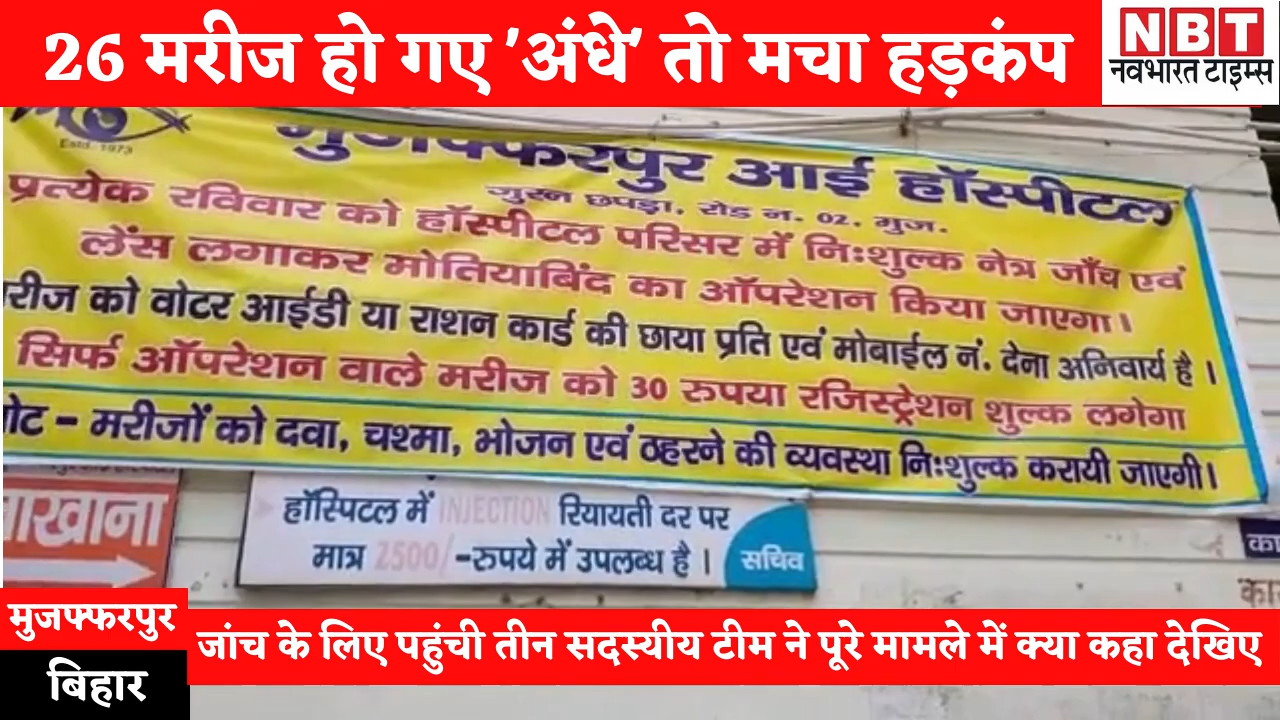 26 मरीज हो गए 'अंधे' तो मचा हड़कंप
NBT
नवभारत टाइम्स
Estd. 1973
मुजफ्फरपुर आई हॉस्पीटल
जुरन छपड़ा, रोड न. 02. मुज.
प्रत्येक रविवार को हॉस्पीटल परिसर में निःशुल्क नेत्र जाँच एवं
लेंस लगाकर मोतियाबिंद का ऑपरेशन किया जाएगा।
मरीज को वोटर आईडी या राशन कार्ड की छाया प्रति एवं मोबाईल नं. देना अनिवार्य है ।
सिर्फ ऑपरेशन वाले मरीज को 30 रुपया रजिस्ट्रेशन शुल्क लगेगा
नोट - मरीजों को दवा, चश्मा, भोजन एवं ठहरने की व्यवस्था निःशुल्क करायी जाएगी।
हॉस्पिटल में INJECTION रियायती दर पर
मात्र 2500/-रुपये में उपलब्ध है ।
सचिव
मुजफ्फरपुर
बिहार
जांच के लिए पहुंची तीन सदस्यीय टीम ने पूरे मामले में क्या कहा देखिए